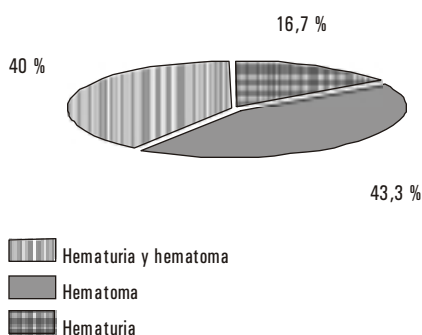 16,7 %
40 %
43,3 %
Hematuria y hematoma
Hematoma
Hematuria